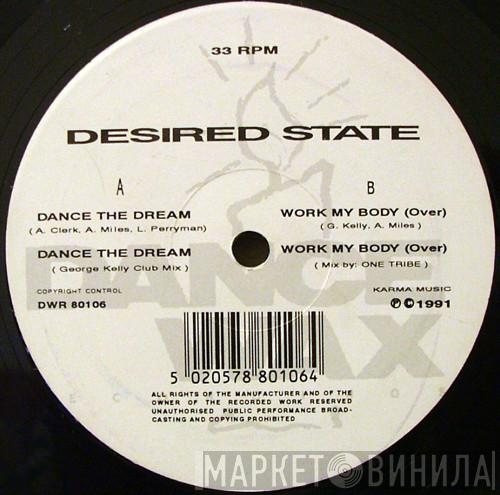 33 RPM
DESIRED STATE
A
DANCE THE DREAM
( A. Clerk, A. Miles, L. Perryman)
DANCE THE DREAM
( George Kelly Club Mix )
COPYRIGHT CONTROL
DWR 80106
B
WORK MY BODY (Over)
( G. Kelly, A. Miles )
WORK MY BODY (Over)
( Mix by: ONE TRIBE )
KARMA MUSIC
℗ © 1991
DANCE
WAX
5 020578 801064
ALL RIGHTS OF THE MANUFACTURER AND OF THE
OWNER OF THE RECORDED WORK RESERVED
UNAUTHORISED PUBLIC PERFORMANCE BROAD-
CASTING AND COPYING PROHIBITED
МАРКЕТ ВИНИЛА